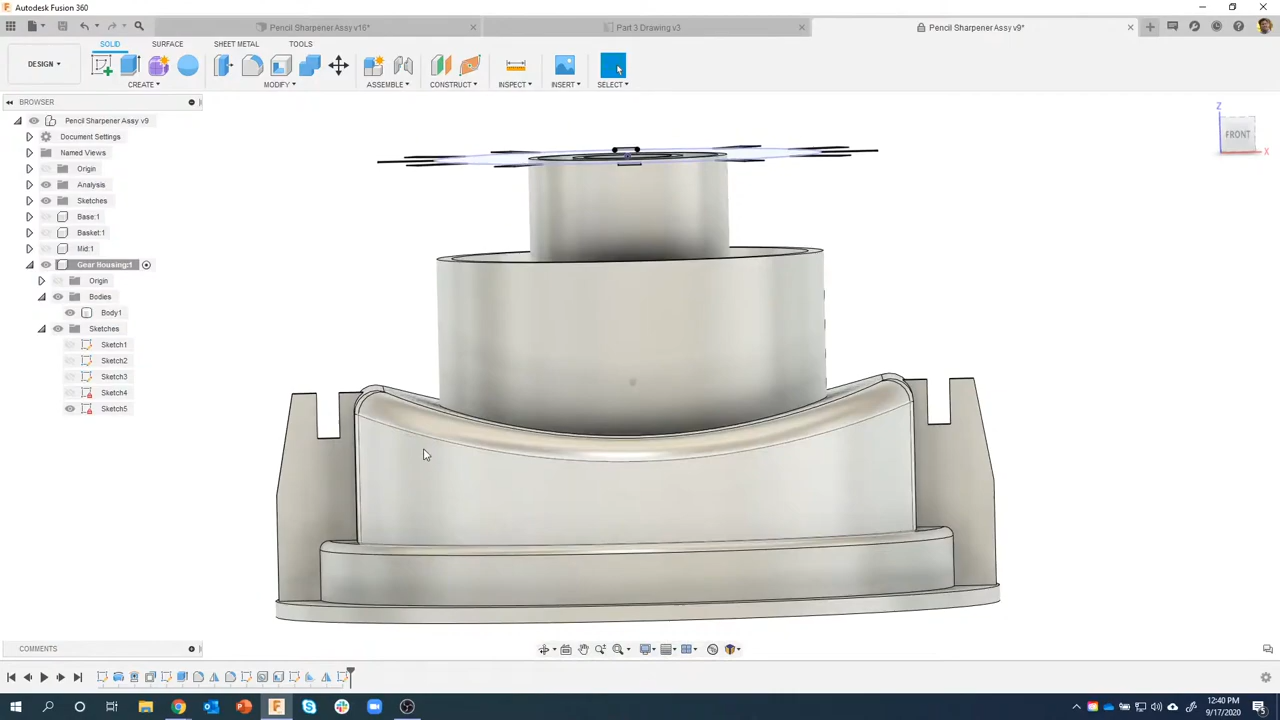 Autodesk Fusion 360
Pencil Sharpener Assy v16*
Part 3 Drawing v3
Pencil Sharpener Assy v9*
SOLID
SURFACE
SHEET METAL
TOOLS
DESIGN
CREATE
MODIFY
ASSEMBLE
CONSTRUCT
INSPECT
INSERT
SELECT
BROWSER
Pencil Sharpener Assy v9
Document Settings
Named Views
Origin
Analysis
Sketches
Base:1
Basket:1
Mid:1
Gear Housing:1
Origin
Bodies
Body1
Sketches
Sketch1
Sketch2
Sketch3
Sketch4
Sketch5
Z
FRONT
X
COMMENTS
12:40 PM
9/17/2020
5